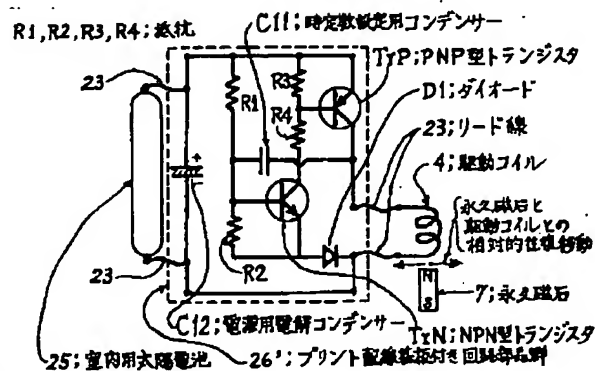 R1,R2,R3,R4;抵抗
C11;時定数設定用コンデンサー
TrP;PNP型トランジスタ
D1;ダイオード
23;リード線
4;駆動コイル
永久磁石と
駆動コイルとの
相対的往復移動
23
R1
R3
R4
+
R2
N
S
7;永久磁石
23
C12;電源用電解コンデンサー
TrN;NPN型トランジスタ
25;室内用太陽電池
26';プリント配線基板付き回路部品群